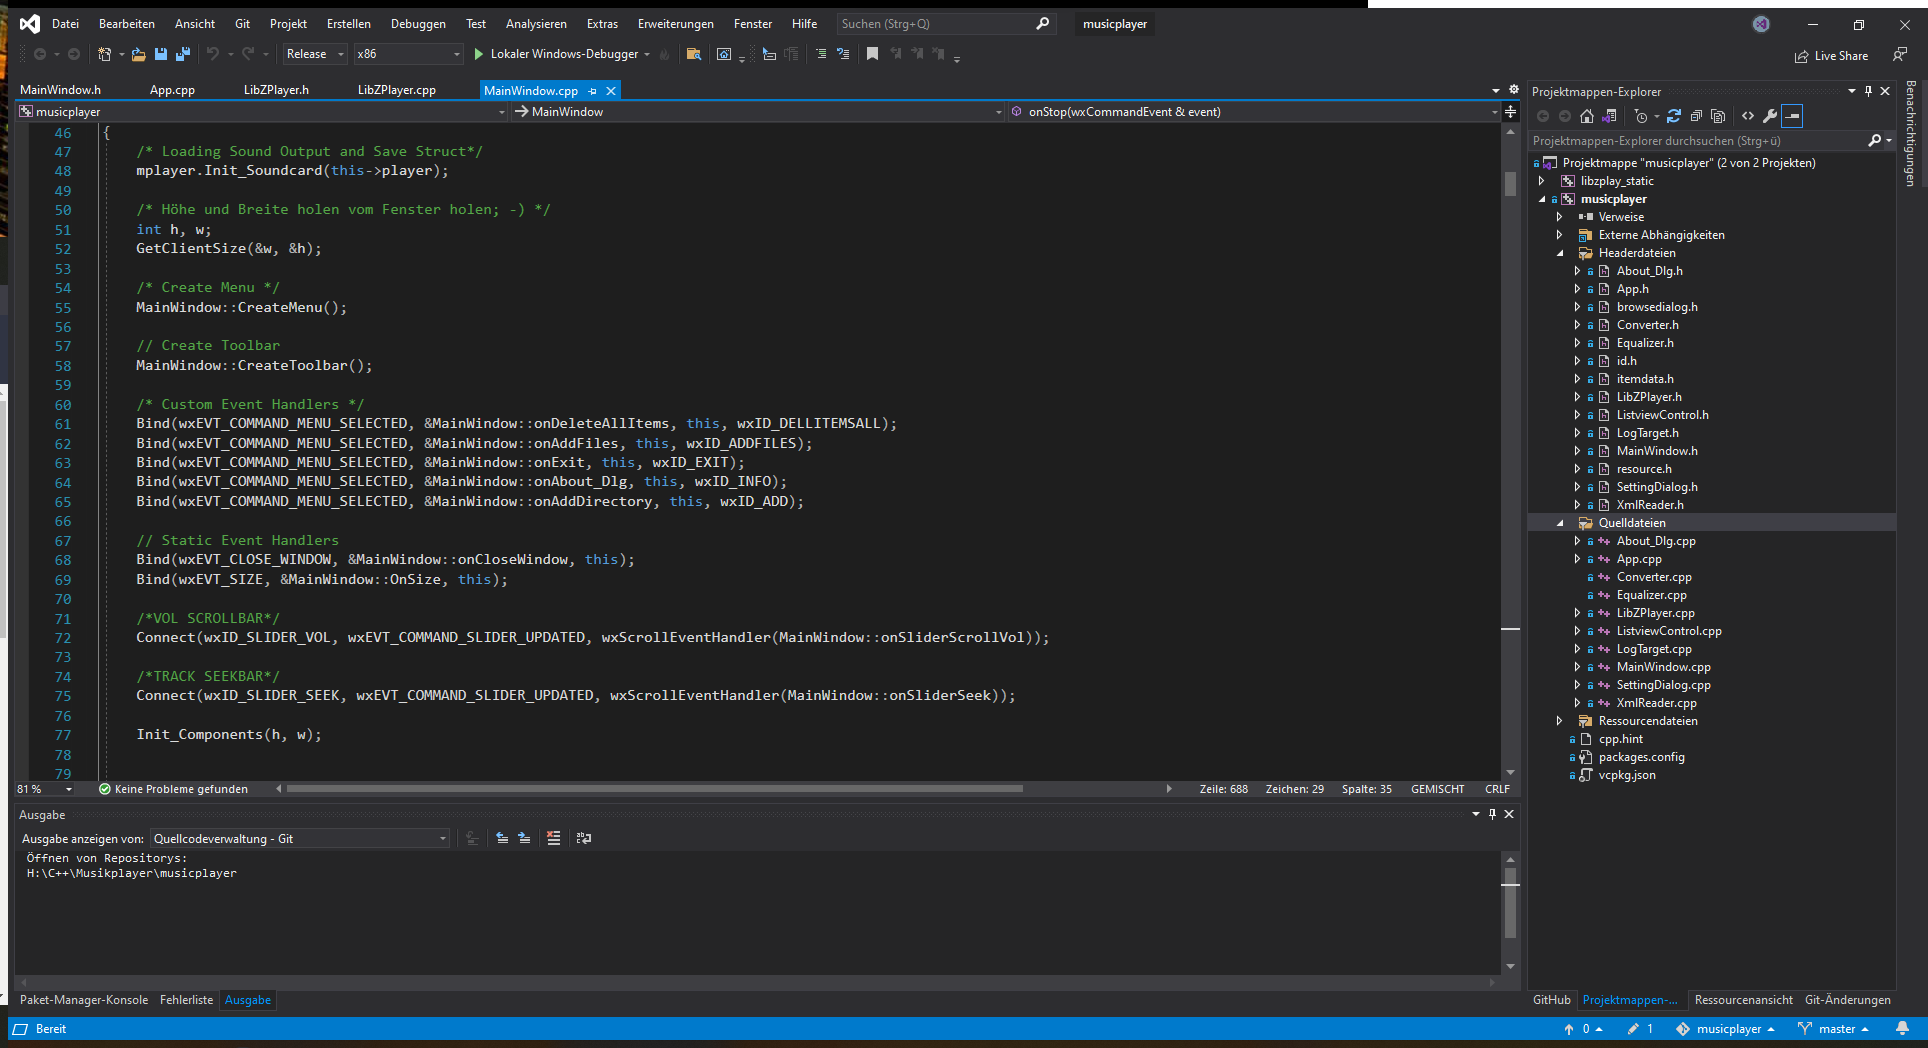 Datei Bearbeiten Ansicht Git Projekt Erstellen Debuggen Test Analysieren Extras Erweiterungen Fenster Hilfe Suchen (Strg+Q) musicplayer
Release x86 Lokaler Windows-Debugger Live Share
MainWindow.h App.cpp LibZPlayer.h LibZPlayer.cpp MainWindow.cpp
musicplayer MainWindow onStop(wxCommandEvent & event)
46 {
47 /* Loading Sound Output and Save Struct*/
48 mplayer.Init_Soundcard(this->player);
49
50 /* Höhe und Breite holen vom Fenster holen; -) */
51 int h, w;
52 GetClientSize(&w, &h);
53
54 /* Create Menu */
55 MainWindow::CreateMenu();
56
57 // Create Toolbar
58 MainWindow::CreateToolbar();
59
60 /* Custom Event Handlers */
61 Bind(wxEVT_COMMAND_MENU_SELECTED, &MainWindow::onDeleteAllItems, this, wxID_DELLITEMSALL);
62 Bind(wxEVT_COMMAND_MENU_SELECTED, &MainWindow::onAddFiles, this, wxID_ADDFILES);
63 Bind(wxEVT_COMMAND_MENU_SELECTED, &MainWindow::onExit, this, wxID_EXIT);
64 Bind(wxEVT_COMMAND_MENU_SELECTED, &MainWindow::onAbout_Dlg, this, wxID_INFO);
65 Bind(wxEVT_COMMAND_MENU_SELECTED, &MainWindow::onAddDirectory, this, wxID_ADD);
66
67 // Static Event Handlers
68 Bind(wxEVT_CLOSE_WINDOW, &MainWindow::onCloseWindow, this);
69 Bind(wxEVT_SIZE, &MainWindow::OnSize, this);
70
71 /*VOL SCROLLBAR*/
72 Connect(wxID_SLIDER_VOL, wxEVT_COMMAND_SLIDER_UPDATED, wxScrollEventHandler(MainWindow::onSliderScrollVol));
73
74 /*TRACK SEEKBAR*/
75 Connect(wxID_SLIDER_SEEK, wxEVT_COMMAND_SLIDER_UPDATED, wxScrollEventHandler(MainWindow::onSliderSeek));
76
77 Init_Components(h, w);
78
79
81 % Keine Probleme gefunden Zeile: 688 Zeichen: 29 Spalte: 35 GEMISCHT CRLF
Ausgabe
Ausgabe anzeigen von: Quellcodeverwaltung - Git
Öffnen von Repositorys:
H:\C++\Musikplayer\musicplayer
Paket-Manager-Konsole Fehlerliste Ausgabe
Projektmappen-Explorer
Projektmappen-Explorer durchsuchen (Strg+ü)
Projektmappe "musicplayer" (2 von 2 Projekten)
libzplay_static
musicplayer
Verweise
Externe Abhängigkeiten
Headerdateien
About_Dlg.h
App.h
browsedialog.h
Converter.h
Equalizer.h
id.h
itemdata.h
LibZPlayer.h
ListviewControl.h
LogTarget.h
MainWindow.h
resource.h
SettingDialog.h
XmlReader.h
Quelldateien
About_Dlg.cpp
App.cpp
Converter.cpp
Equalizer.cpp
LibZPlayer.cpp
ListviewControl.cpp
LogTarget.cpp
MainWindow.cpp
SettingDialog.cpp
XmlReader.cpp
Ressourcendateien
cpp.hint
packages.config
vcpkg.json
GitHub Projektmappen-... Ressourcenansicht Git-Änderungen
Benachrichtigungen
Bereit 0 1 musicplayer master